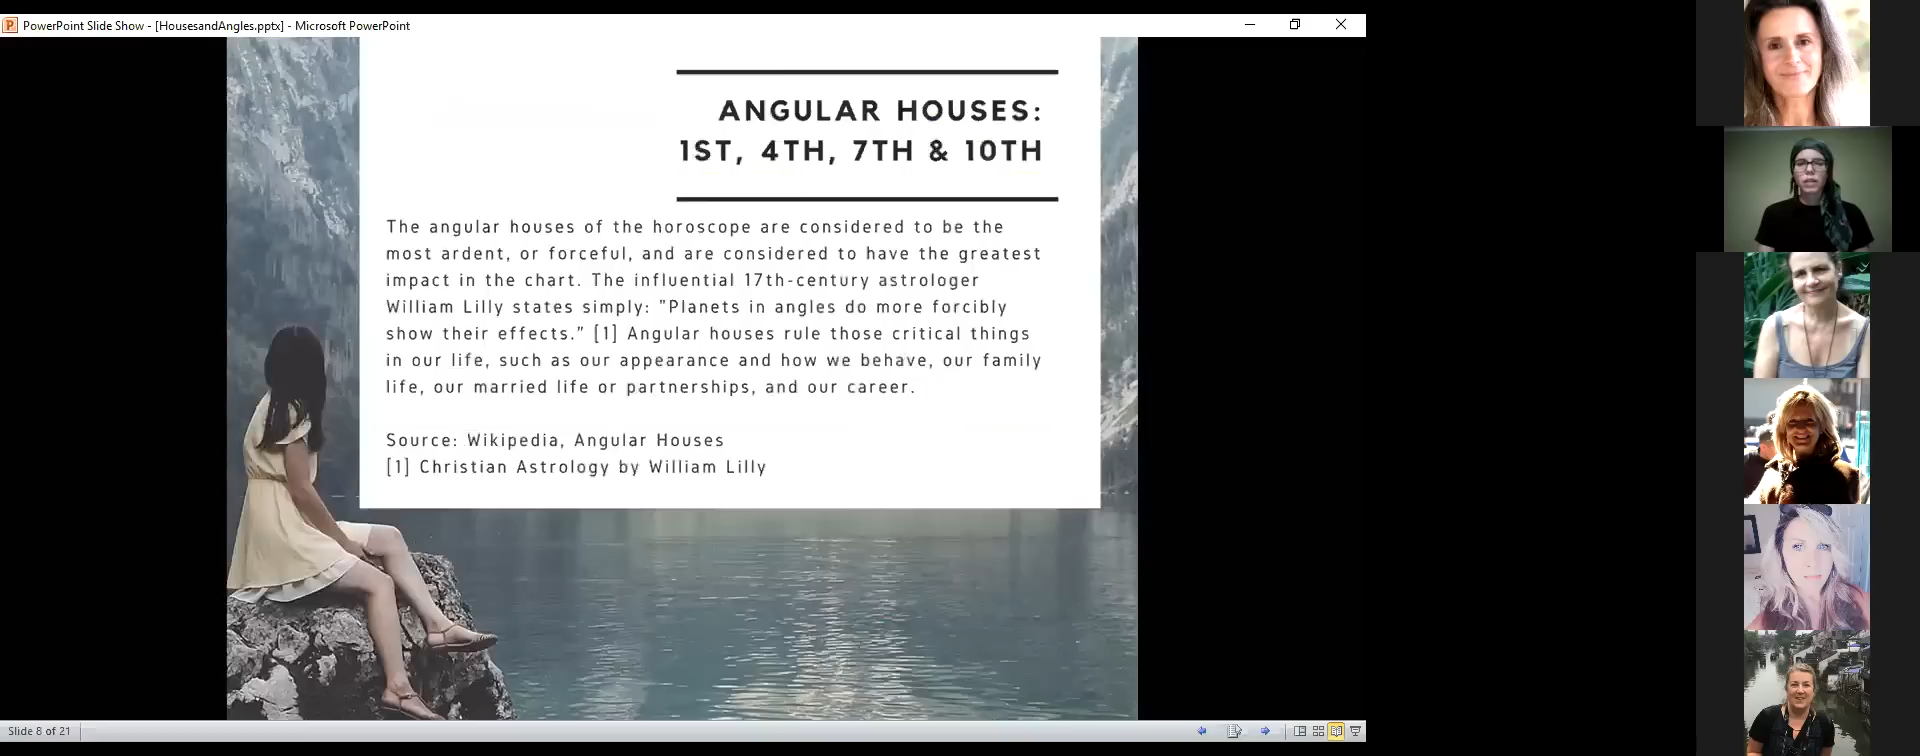 PowerPoint Slide Show - [HousesandAngles.pptx] - Microsoft PowerPoint
ANGULAR HOUSES:
1ST, 4TH, 7TH & 10TH
The angular houses of the horoscope are considered to be the
most ardent, or forceful, and are considered to have the greatest
impact in the chart. The influential 17th-century astrologer
William Lilly states simply: "Planets in angles do more forcibly
show their effects." [1] Angular houses rule those critical things
in our life, such as our appearance and how we behave, our family
life, our married life or partnerships, and our career.
Source: Wikipedia, Angular Houses
[1] Christian Astrology by William Lilly
Slide 8 of 21